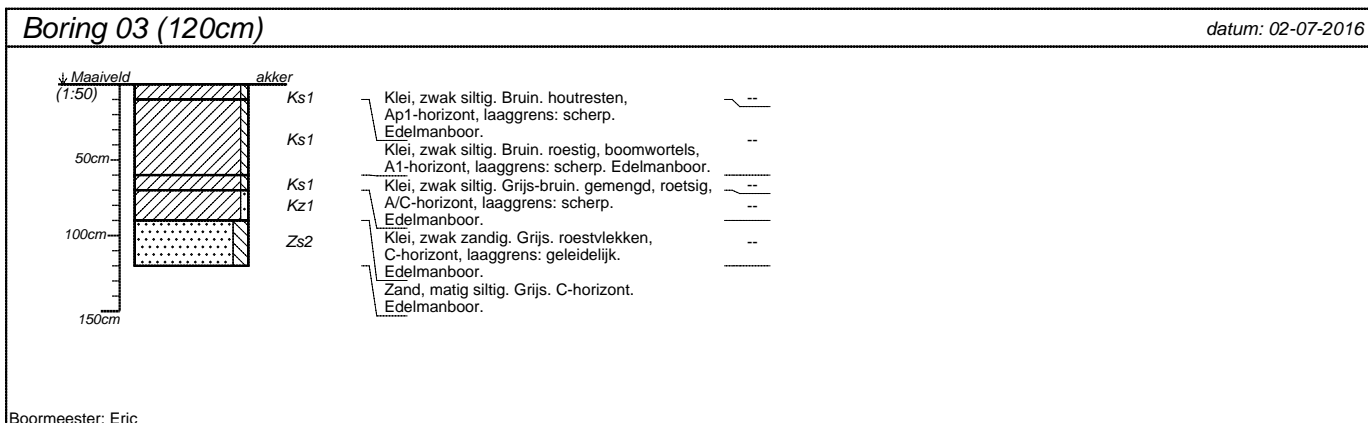 Boring 03 (120cm)
datum: 02-07-2016
Maaiveld
akker
(1:50)
Ks1
Klei, zwak siltig. Bruin. houtresten,
--
Ap1-horizont, laaggrens: scherp.
Edelmanboor.
Ks1
Klei, zwak siltig. Bruin. roestig, boomwortels,
--
50cm
A1-horizont, laaggrens: scherp. Edelmanboor.
Ks1
Klei, zwak siltig. Grijs-bruin. gemengd, roetsig,
--
A/C-horizont, laaggrens: scherp.
Edelmanboor.
Kz1
--
100cm
Klei, zwak zandig. Grijs. roestvlekken,
C-horizont, laaggrens: geleidelijk.
Edelmanboor.
Zs2
--
Zand, matig siltig. Grijs. C-horizont.
Edelmanboor.
150cm
Boormeester: Eric